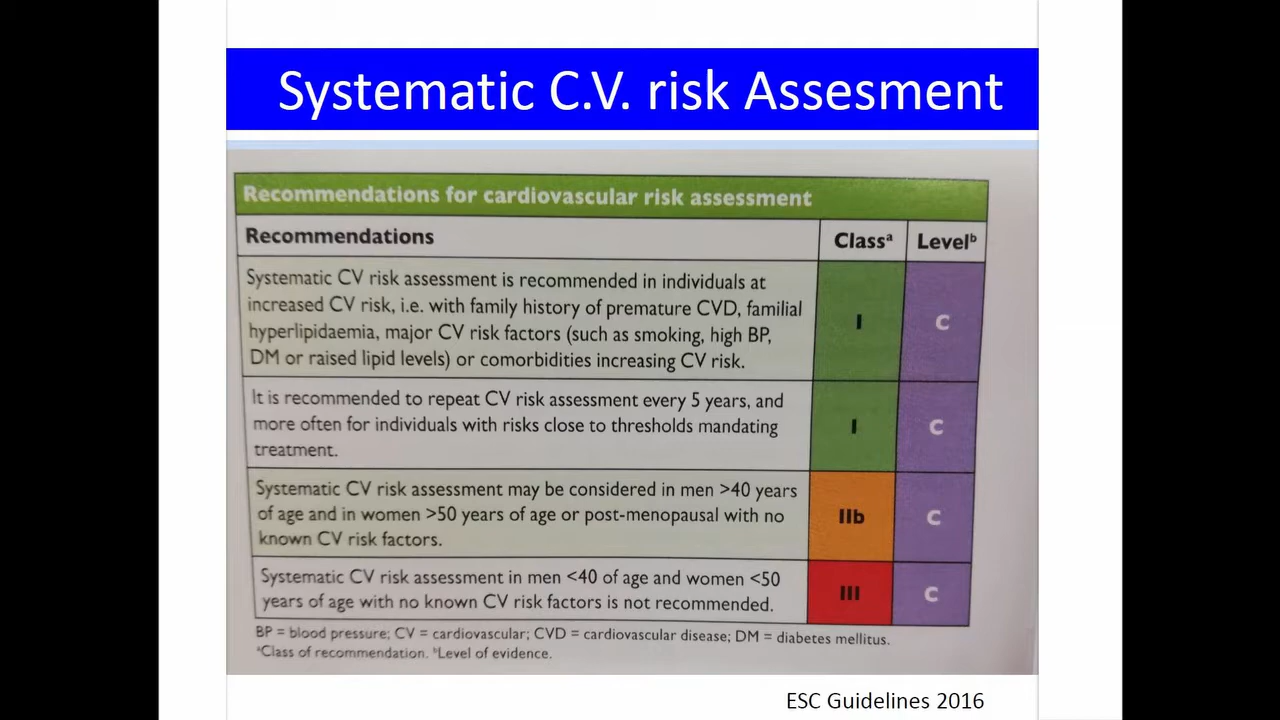 Systematic C.V. risk Assesment
Recommendations for cardiovascular risk assessment
Recommendations Classᵃ Levelᵇ
Systematic CV risk assessment is recommended in individuals at
increased CV risk, i.e. with family history of premature CVD, familial
hyperlipidaemia, major CV risk factors (such as smoking, high BP,
DM or raised lipid levels) or comorbidities increasing CV risk.
I C
It is recommended to repeat CV risk assessment every 5 years, and
more often for individuals with risks close to thresholds mandating
treatment.
I C
Systematic CV risk assessment may be considered in men >40 years
of age and in women >50 years of age or post-menopausal with no
known CV risk factors.
IIb C
Systematic CV risk assessment in men <40 of age and women <50
years of age with no known CV risk factors is not recommended.
III C
BP = blood pressure; CV = cardiovascular; CVD = cardiovascular disease; DM = diabetes mellitus.
ᵃClass of recommendation. ᵇLevel of evidence.
ESC Guidelines 2016